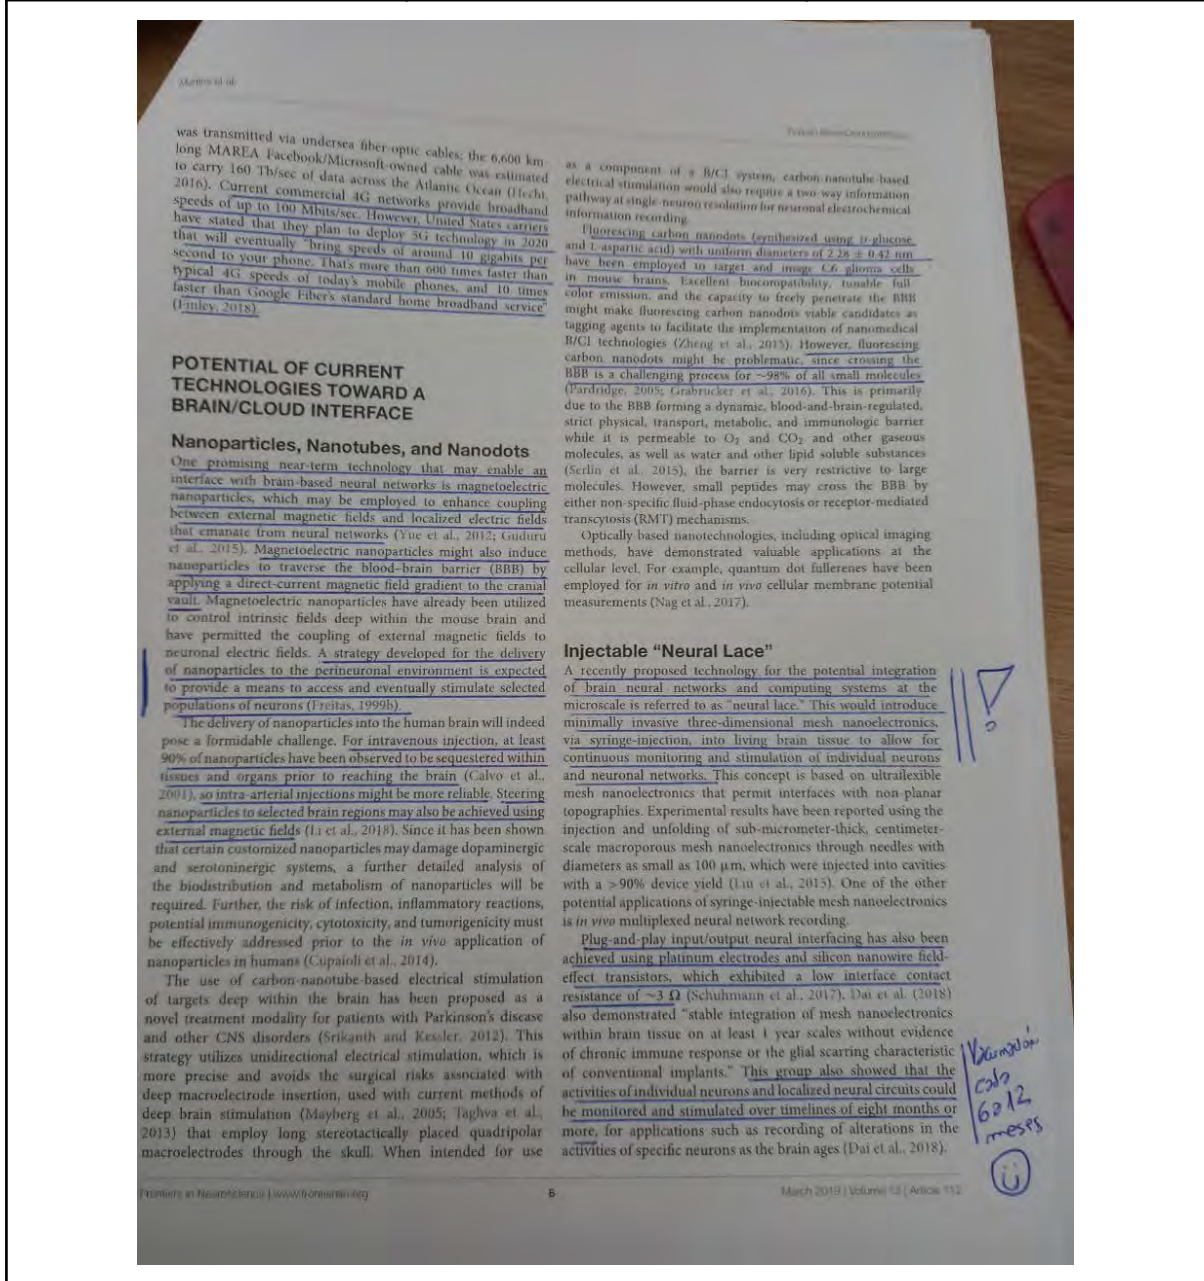 Martins et al.
was transmitted via undersea fiber-optic cables; the 6,600 km-
long MAREA Facebook/Microsoft-owned cable was estimated
to carry 160 Tb/sec of data across the Atlantic Ocean (Hecht,
2016). Current commercial 4G networks provide broadband
speeds of up to 100 Mbits/sec. However, United States carriers
have stated that they plan to deploy 5G technology in 2020
that will eventually "bring speeds of around 10 gigabits per
second to your phone. That's more than 600 times faster than
typical 4G speeds of today's mobile phones, and 10 times
faster than Google Fiber's standard home broadband service"
(Finley, 2018).
POTENTIAL OF CURRENT
TECHNOLOGIES TOWARD A
BRAIN/CLOUD INTERFACE
Nanoparticles, Nanotubes, and Nanodots
One promising near-term technology that may enable an
interface with brain-based neural networks is magnetoelectric
nanoparticles, which may be employed to enhance coupling
between external magnetic fields and localized electric fields
that emanate from neural networks (Yue et al., 2012; Guduru
et al., 2015). Magnetoelectric nanoparticles might also induce
nanoparticles to traverse the blood–brain barrier (BBB) by
applying a direct-current magnetic field gradient to the cranial
vault. Magnetoelectric nanoparticles have already been utilized
to control intrinsic fields deep within the mouse brain and
have permitted the coupling of external magnetic fields to
neuronal electric fields. A strategy developed for the delivery
of nanoparticles to the perineuronal environment is expected
to provide a means to access and eventually stimulate selected
populations of neurons (Freitas, 1999b).
The delivery of nanoparticles into the human brain will indeed
pose a formidable challenge. For intravenous injection, at least
90% of nanoparticles have been observed to be sequestered within
tissues and organs prior to reaching the brain (Calvo et al.,
2001), so intra-arterial injections might be more reliable. Steering
nanoparticles to selected brain regions may also be achieved using
external magnetic fields (Li et al., 2018). Since it has been shown
that certain customized nanoparticles may damage dopaminergic
and serotoninergic systems, a further detailed analysis of
the biodistribution and metabolism of nanoparticles will be
required. Further, the risk of infection, inflammatory reactions,
potential immunogenicity, cytotoxicity, and tumorigenicity must
be effectively addressed prior to the in vivo application of
nanoparticles in humans (Cupaioli et al., 2014).
The use of carbon-nanotube-based electrical stimulation
of targets deep within the brain has been proposed as a
novel treatment modality for patients with Parkinson's disease
and other CNS disorders (Srikanth and Kessler, 2012). This
strategy utilizes unidirectional electrical stimulation, which is
more precise and avoids the surgical risks associated with
deep macroelectrode insertion, used with current methods of
deep brain stimulation (Mayberg et al., 2005; Taghva et al.,
2013) that employ long stereotactically placed quadripolar
macroelectrodes through the skull. When intended for use
as a component of a B/CI system, carbon nanotube-based
electrical stimulation would also require a two-way information
pathway at single-neuron resolution for neuronal electrochemical
information recording.
Fluorescing carbon nanodots (synthesized using D-glucose
and L-aspartic acid) with uniform diameters of 2.28 ± 0.42 nm
have been employed to target and image C6 glioma cells
in mouse brains. Excellent biocompatibility, tunable full
color emission, and the capacity to freely penetrate the BBB
might make fluorescing carbon nanodots viable candidates as
tagging agents to facilitate the implementation of nanomedical
B/CI technologies (Zheng et al., 2015). However, fluorescing
carbon nanodots might be problematic, since crossing the
BBB is a challenging process for ~98% of all small molecules
(Pardridge, 2005; Grabrucker et al., 2016). This is primarily
due to the BBB forming a dynamic, blood-and-brain-regulated,
strict physical, transport, metabolic, and immunologic barrier
while it is permeable to O₂ and CO₂ and other gaseous
molecules, as well as water and other lipid soluble substances
(Serlin et al., 2015), the barrier is very restrictive to large
molecules. However, small peptides may cross the BBB by
either non-specific fluid-phase endocytosis or receptor-mediated
transcytosis (RMT) mechanisms.
Optically based nanotechnologies, including optical imaging
methods, have demonstrated valuable applications at the
cellular level. For example, quantum dot fullerenes have been
employed for in vitro and in vivo cellular membrane potential
measurements (Nag et al., 2017).
Injectable "Neural Lace"
A recently proposed technology for the potential integration
of brain neural networks and computing systems at the
microscale is referred to as "neural lace." This would introduce
minimally invasive three-dimensional mesh nanoelectronics,
via syringe-injection, into living brain tissue to allow for
continuous monitoring and stimulation of individual neurons
and neuronal networks. This concept is based on ultraflexible
mesh nanoelectronics that permit interfaces with non-planar
topographies. Experimental results have been reported using the
injection and unfolding of sub-micrometer-thick, centimeter-
scale macroporous mesh nanoelectronics through needles with
diameters as small as 100 μm, which were injected into cavities
with a >90% device yield (Liu et al., 2015). One of the other
potential applications of syringe-injectable mesh nanoelectronics
is in vivo multiplexed neural network recording.
Plug-and-play input/output neural interfacing has also been
achieved using platinum electrodes and silicon nanowire field-
effect transistors, which exhibited a low interface contact
resistance of ~3 Ω (Schuhmann et al., 2017). Dai et al. (2018)
also demonstrated "stable integration of mesh nanoelectronics
within brain tissue on at least 1 year scales without evidence
of chronic immune response or the glial scarring characteristic
of conventional implants." This group also showed that the
activities of individual neurons and localized neural circuits could
be monitored and stimulated over timelines of eight months or
more, for applications such as recording of alterations in the
activities of specific neurons as the brain ages (Dai et al., 2018).
!
Vacunación
cada
6 o 12
meses
Frontiers in Neuroscience | www.frontiersin.org
6
March 2019 | Volume 13 | Article 112